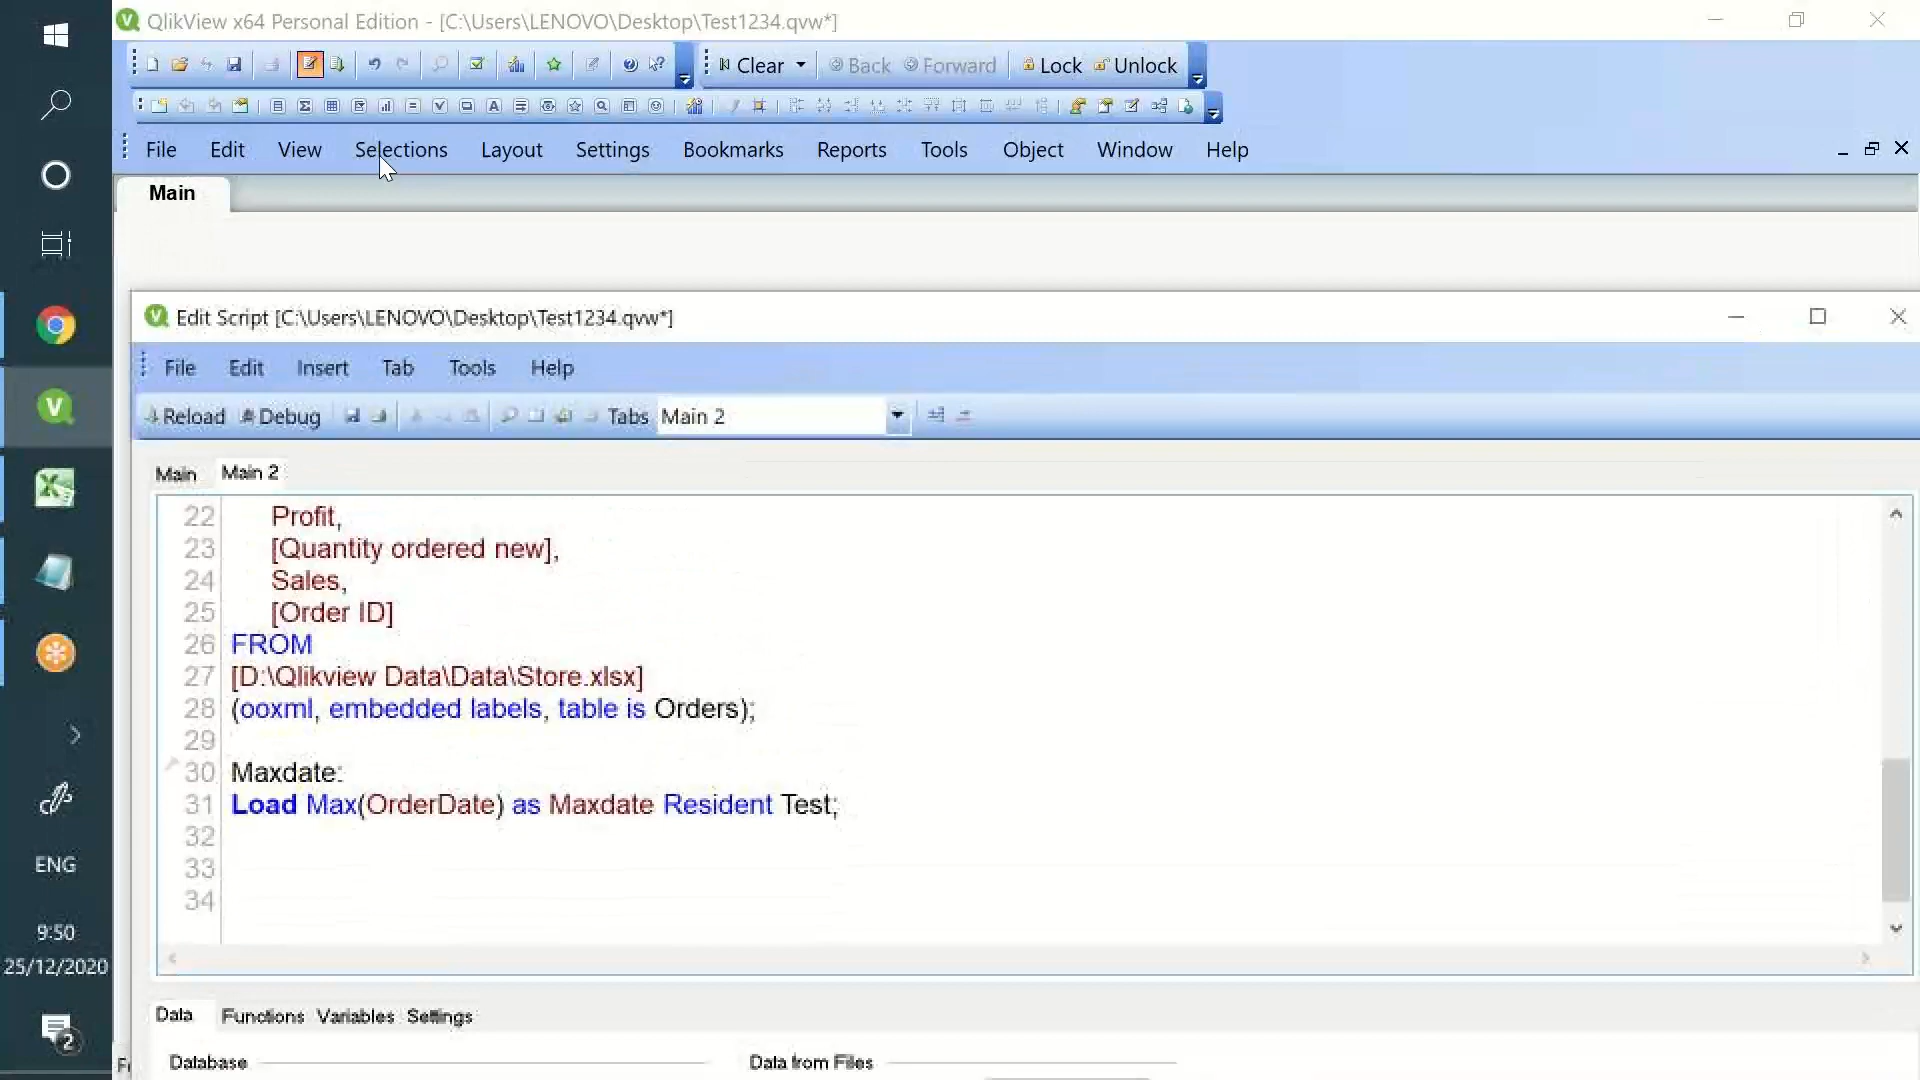 QlikView x64 Personal Edition - [C:\Users\LENOVO\Desktop\Test1234.qvw*]
Clear Back Forward Lock Unlock
File Edit View Selections Layout Settings Bookmarks Reports Tools Object Window Help
Main
Edit Script [C:\Users\LENOVO\Desktop\Test1234.qvw*]
File Edit Insert Tab Tools Help
Reload Debug Tabs Main 2
Main Main 2
22 Profit,
23 [Quantity ordered new],
24 Sales,
25 [Order ID]
26 FROM
27 [D:\Qlikview Data\Data\Store.xlsx]
28 (ooxml, embedded labels, table is Orders);
29
30 Maxdate:
31 Load Max(OrderDate) as Maxdate Resident Test;
32
33
34
Data Functions Variables Settings
Database Data from Files
ENG
9:50
25/12/2020
2